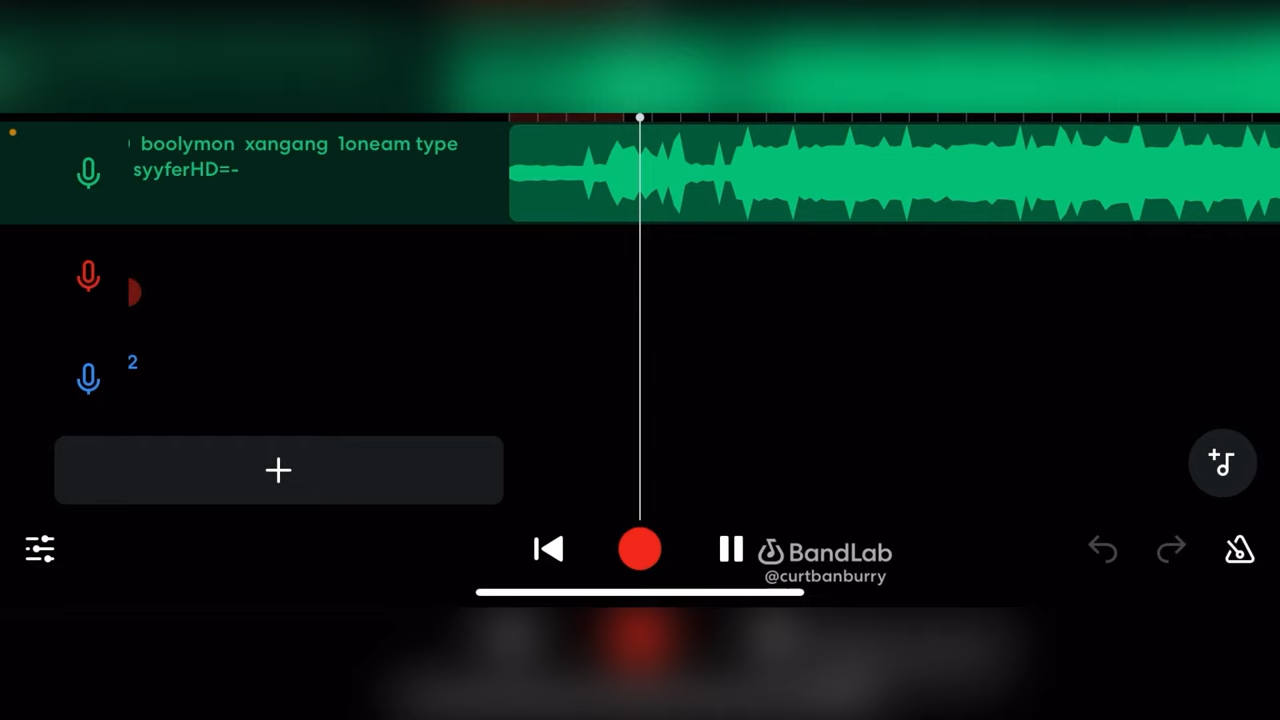 boolymon xangang 1oneam type
syyferHD=-
2
BandLab
@curtbanburry